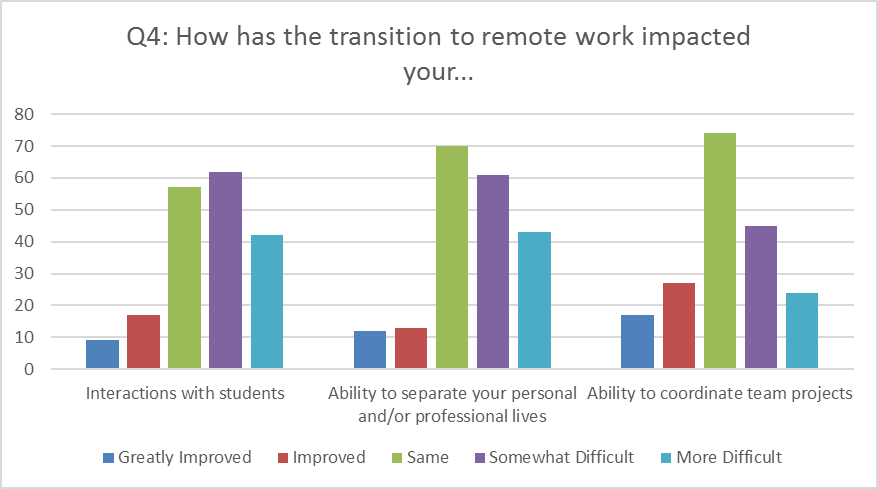 Q4: How has the transition to remote work impacted
your...
80
70
60
50
40
30
20
10
0
Interactions with students
Ability to separate your personal
and/or professional lives
Ability to coordinate team projects
Greatly Improved
Improved
Same
Somewhat Difficult
More Difficult